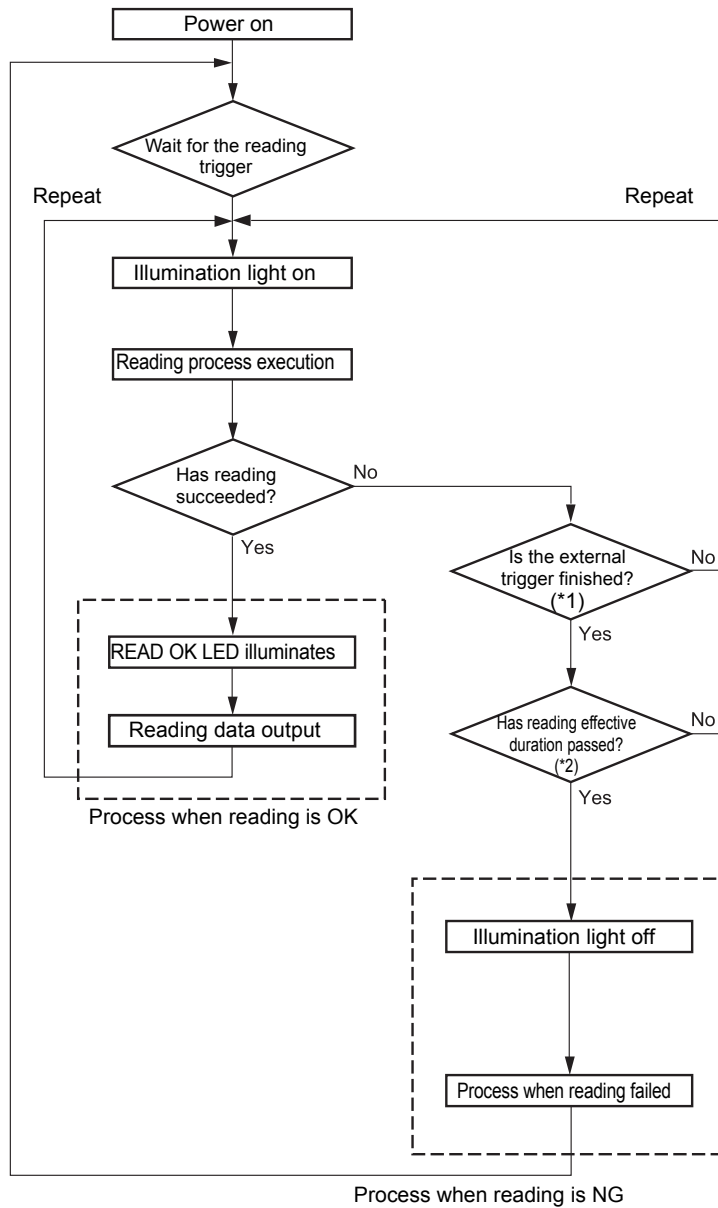 Power on
Wait for the reading
trigger
Repeat
Repeat
Illumination light on
Reading process execution
Has reading
succeeded?
No
Yes
Is the external
trigger finished?
(*1)
No
Yes
READ OK LED illuminates
Reading data output
Process when reading is OK
Has reading effective
duration passed?
(*2)
No
Yes
Illumination light off
Process when reading failed
Process when reading is NG